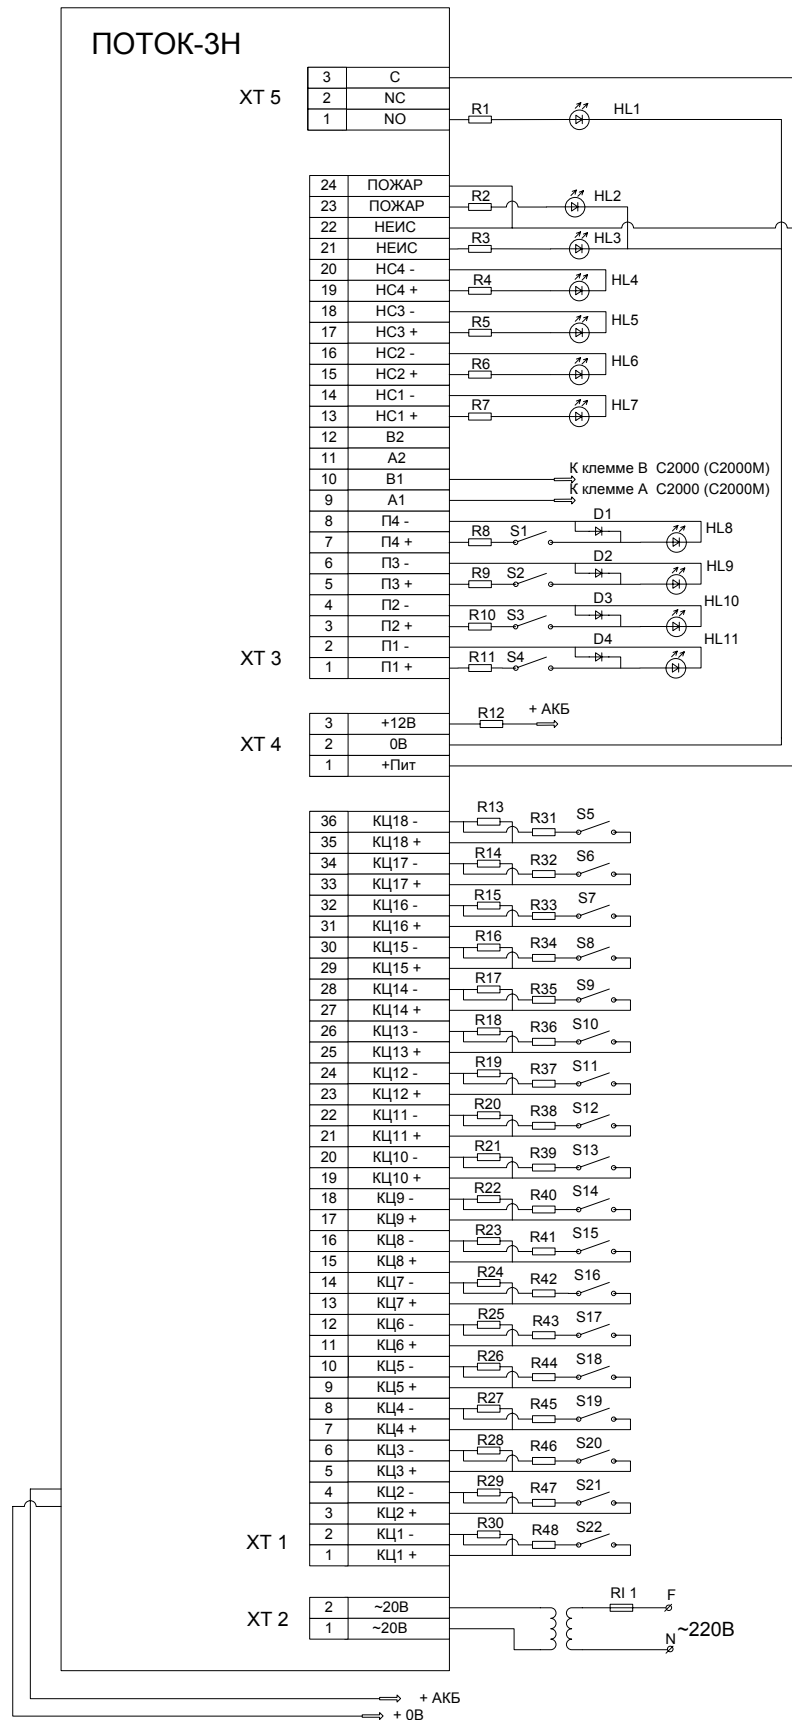 ПОТОК-3Н
XT 5
3 С
2 NC
1 NO
R1 HL1
24 ПОЖАР
23 ПОЖАР R2 HL2
22 НЕИС
21 НЕИС R3 HL3
20 НС4 -
19 НС4 + R4 HL4
18 НС3 -
17 НС3 + R5 HL5
16 НС2 -
15 НС2 + R6 HL6
14 НС1 -
13 НС1 + R7 HL7
12 В2
11 А2
10 В1 К клемме В С2000 (С2000М)
9 А1 К клемме А С2000 (С2000М)
8 П4 - D1
7 П4 + R8 S1 HL8
6 П3 - D2
5 П3 + R9 S2 HL9
4 П2 - D3
3 П2 + R10 S3 HL10
2 П1 - D4
1 П1 + R11 S4 HL11
XT 3
3 +12В R12 + АКБ
2 0В
1 +Пит
XT 4
36 КЦ18 - R13 R31 S5
35 КЦ18 +
34 КЦ17 - R14 R32 S6
33 КЦ17 +
32 КЦ16 - R15 R33 S7
31 КЦ16 +
30 КЦ15 - R16 R34 S8
29 КЦ15 +
28 КЦ14 - R17 R35 S9
27 КЦ14 +
26 КЦ13 - R18 R36 S10
25 КЦ13 +
24 КЦ12 - R19 R37 S11
23 КЦ12 +
22 КЦ11 - R20 R38 S12
21 КЦ11 +
20 КЦ10 - R21 R39 S13
19 КЦ10 +
18 КЦ9 - R22 R40 S14
17 КЦ9 +
16 КЦ8 - R23 R41 S15
15 КЦ8 +
14 КЦ7 - R24 R42 S16
13 КЦ7 +
12 КЦ6 - R25 R43 S17
11 КЦ6 +
10 КЦ5 - R26 R44 S18
9 КЦ5 +
8 КЦ4 - R27 R45 S19
7 КЦ4 +
6 КЦ3 - R28 R46 S20
5 КЦ3 +
4 КЦ2 - R29 R47 S21
3 КЦ2 +
2 КЦ1 - R30 R48 S22
1 КЦ1 +
XT 1
2 ~20В RI 1 F
1 ~20В N ~220В
XT 2
+ АКБ
+ 0В